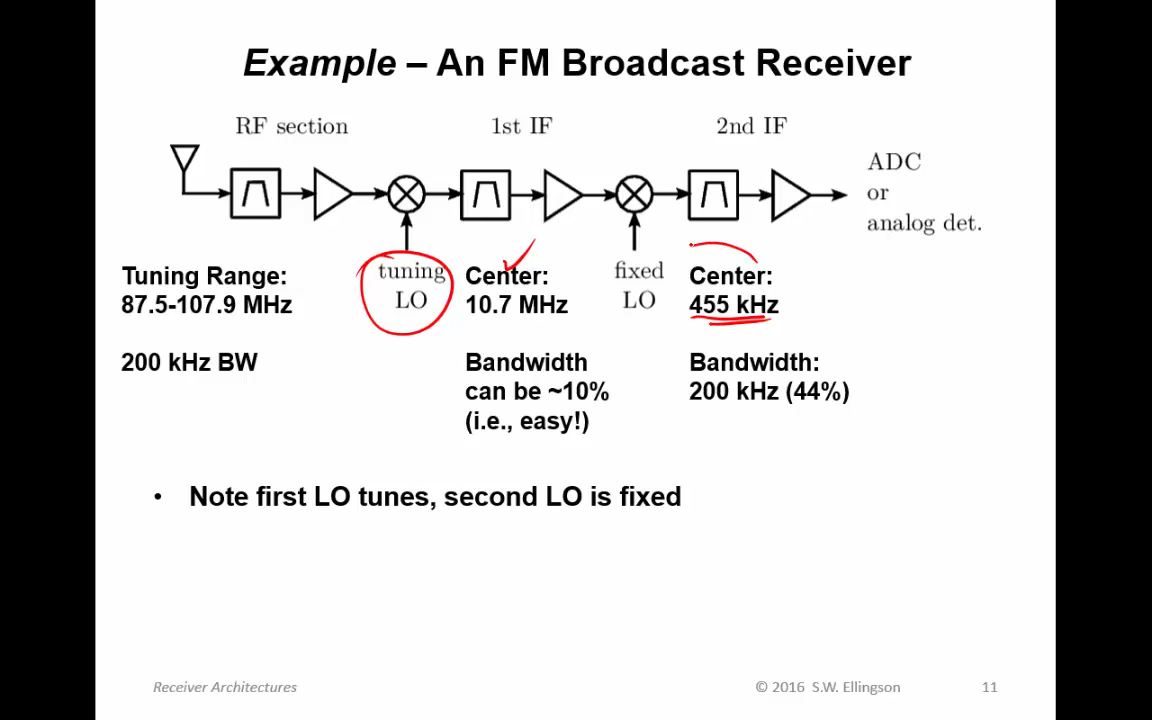 Example – An FM Broadcast Receiver
RF section
1st IF
2nd IF
ADC
or
analog det.
tuning
LO
fixed
LO
Tuning Range:
87.5-107.9 MHz
200 kHz BW
Center:
10.7 MHz
Bandwidth
can be ~10%
(i.e., easy!)
Center:
455 kHz
Bandwidth:
200 kHz (44%)
• Note first LO tunes, second LO is fixed
Receiver Architectures
© 2016 S.W. Ellingson
11